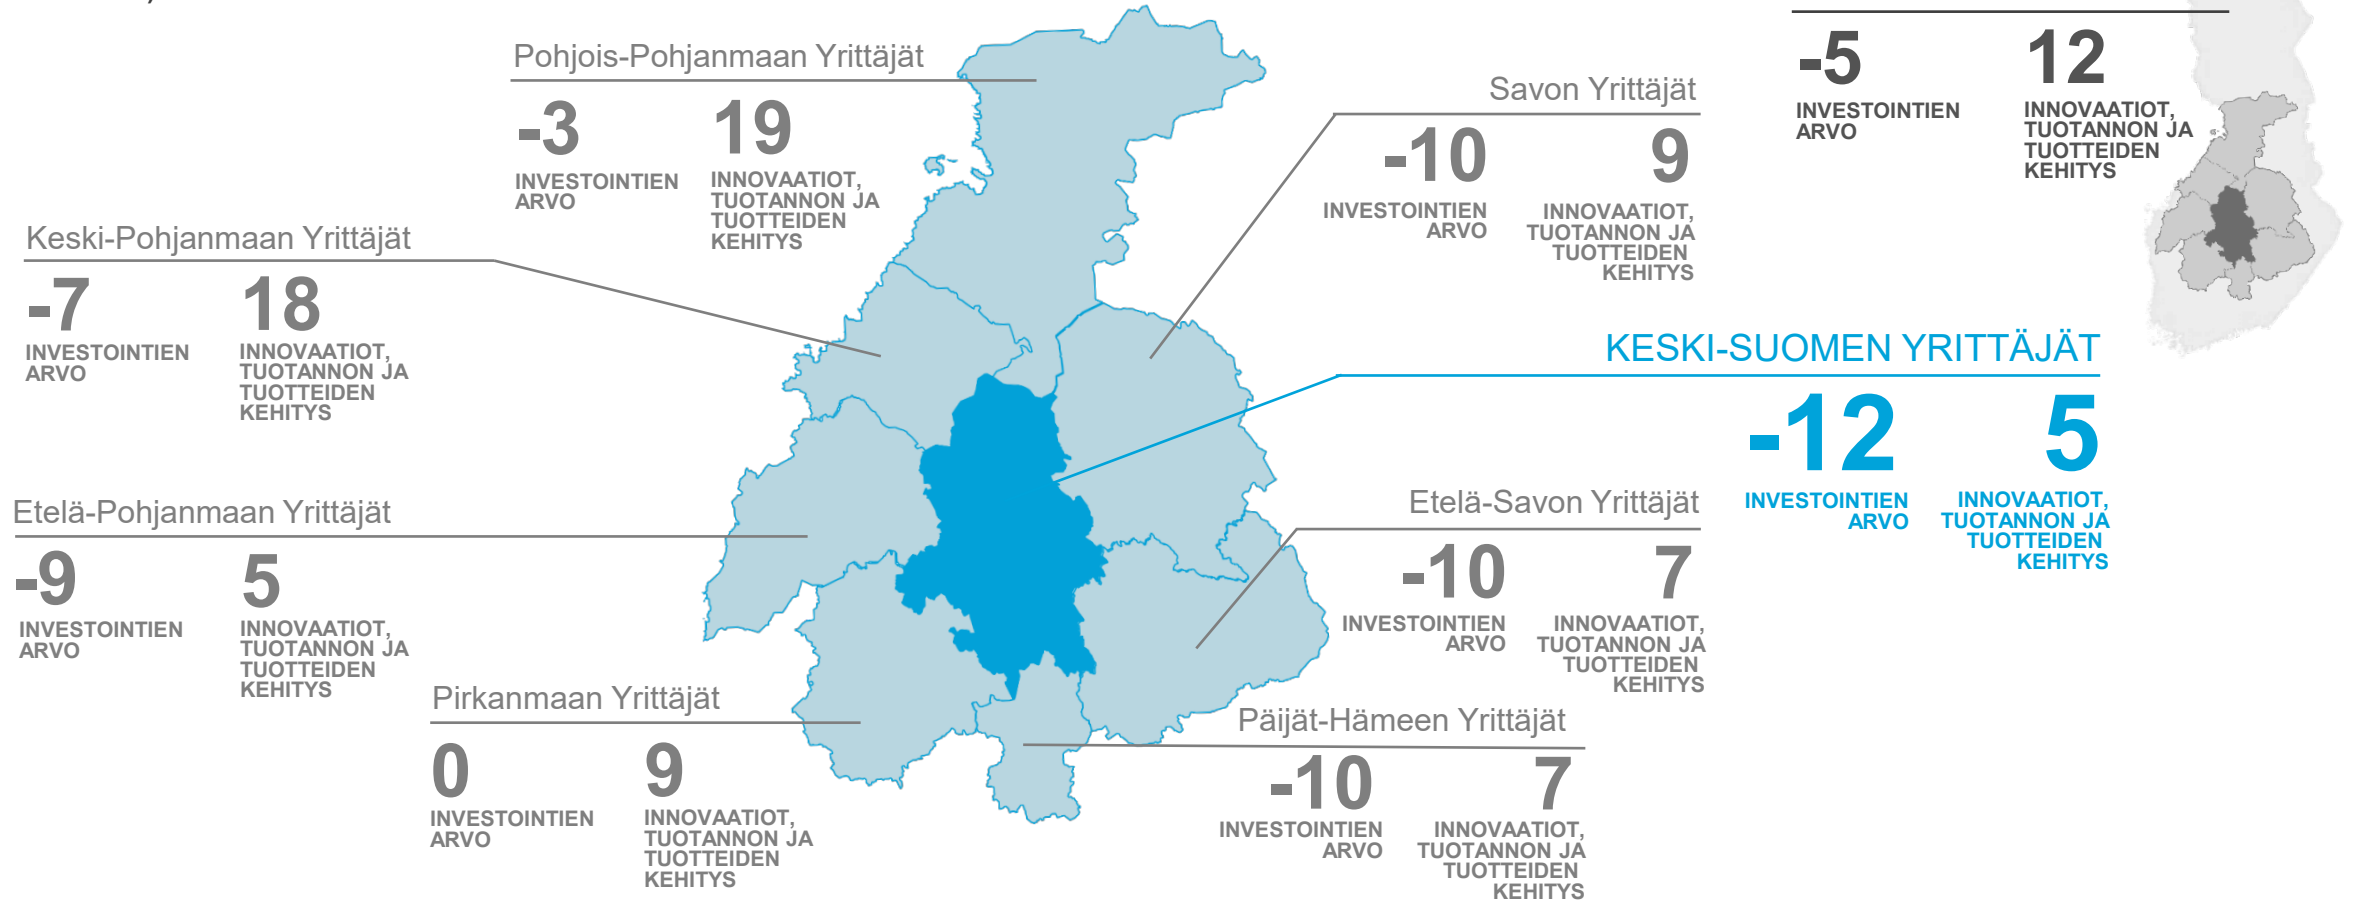 Pohjois-Pohjanmaan Yrittäjät
-3
INVESTOINTIEN
ARVO
19
INNOVAATIOT,
TUOTANNON JA
TUOTTEIDEN
KEHITYS
Savon Yrittäjät
-10
INVESTOINTIEN
ARVO
9
INNOVAATIOT,
TUOTANNON JA
TUOTTEIDEN
KEHITYS
-5
INVESTOINTIEN
ARVO
12
INNOVAATIOT,
TUOTANNON JA
TUOTTEIDEN
KEHITYS
Keski-Pohjanmaan Yrittäjät
-7
INVESTOINTIEN
ARVO
18
INNOVAATIOT,
TUOTANNON JA
TUOTTEIDEN
KEHITYS
KESKI-SUOMEN YRITTÄJÄT
-12
INVESTOINTIEN
ARVO
5
INNOVAATIOT,
TUOTANNON JA
TUOTTEIDEN
KEHITYS
Etelä-Pohjanmaan Yrittäjät
-9
INVESTOINTIEN
ARVO
5
INNOVAATIOT,
TUOTANNON JA
TUOTTEIDEN
KEHITYS
Etelä-Savon Yrittäjät
-10
INVESTOINTIEN
ARVO
7
INNOVAATIOT,
TUOTANNON JA
TUOTTEIDEN
KEHITYS
Pirkanmaan Yrittäjät
0
INVESTOINTIEN
ARVO
9
INNOVAATIOT,
TUOTANNON JA
TUOTTEIDEN
KEHITYS
Päijät-Hämeen Yrittäjät
-10
INVESTOINTIEN
ARVO
7
INNOVAATIOT,
TUOTANNON JA
TUOTTEIDEN
KEHITYS